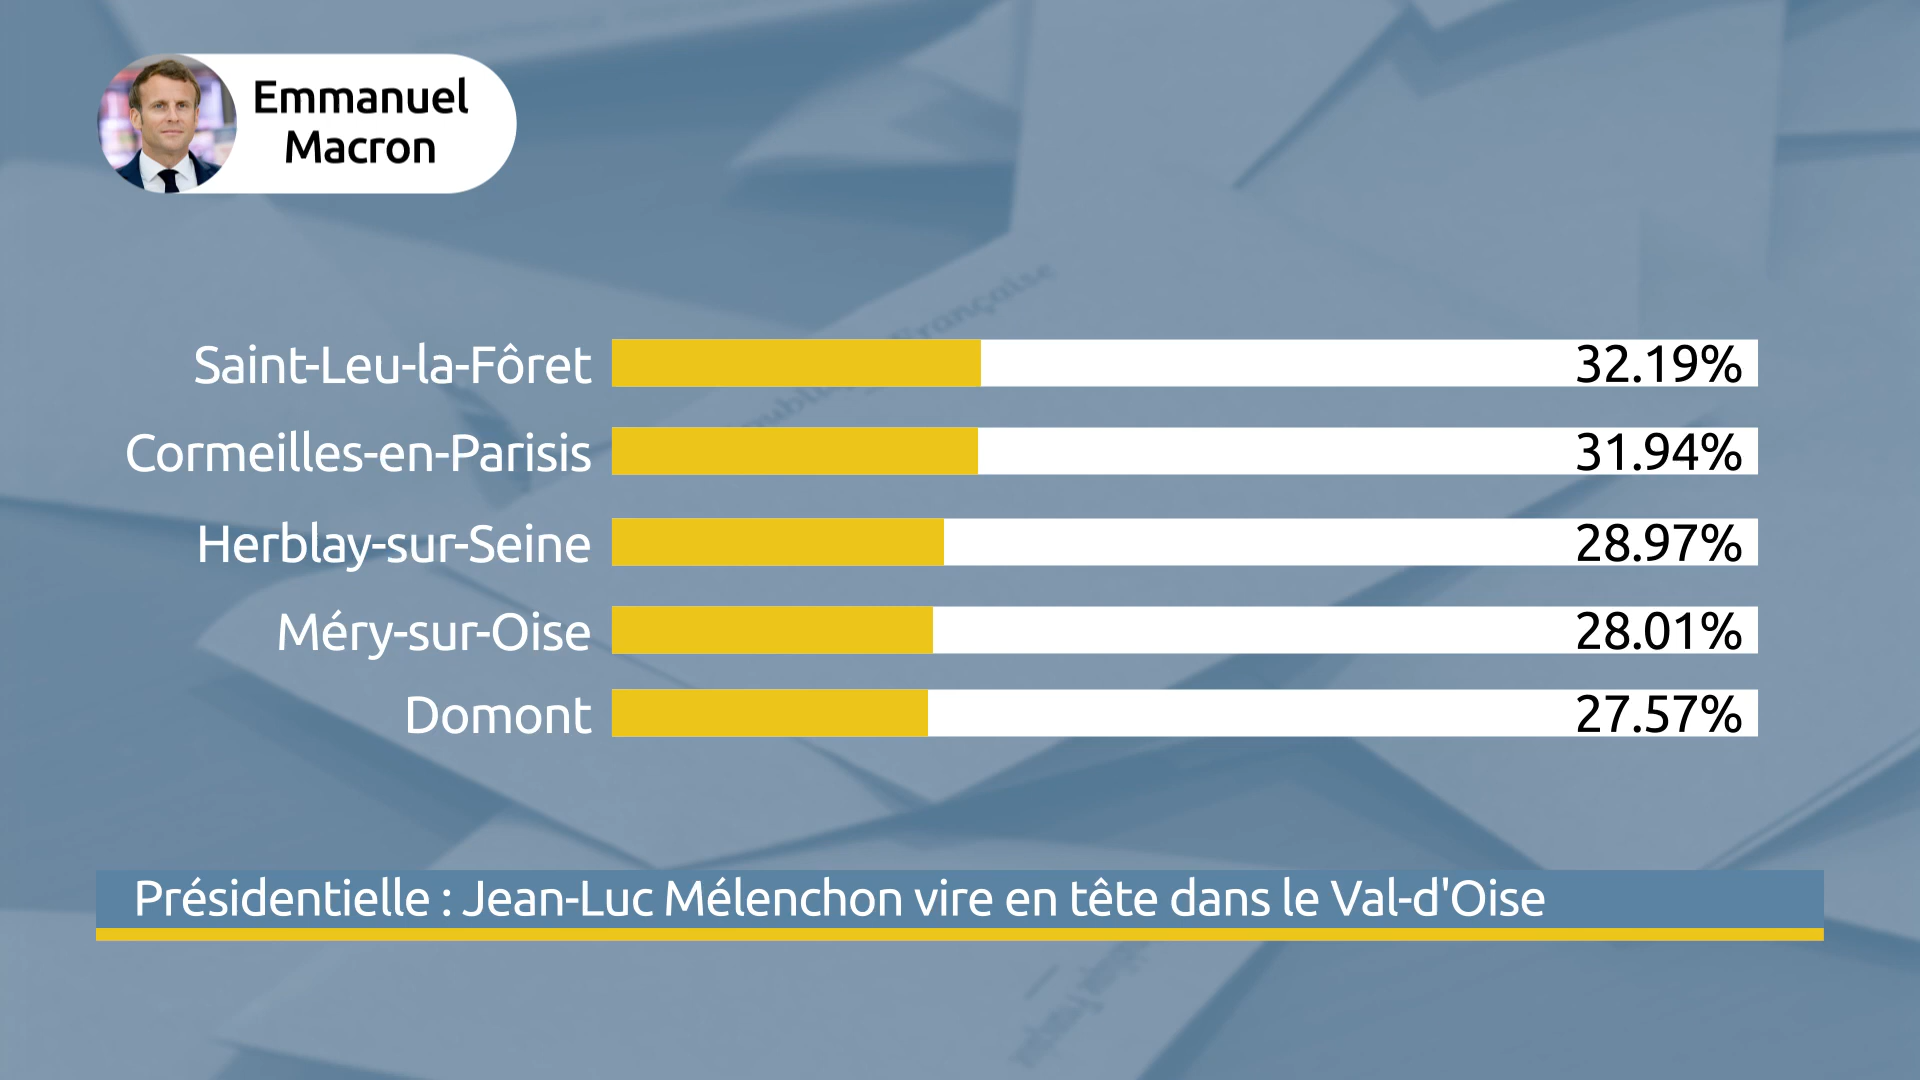 Emmanuel
Macron
Française
Saint-Leu-la-Fôret 32.19%
Cormeilles-en-Parisis 31.94%
Herblay-sur-Seine 28.97%
Méry-sur-Oise 28.01%
Domont 27.57%
Présidentielle : Jean-Luc Mélenchon vire en tête dans le Val-d'Oise